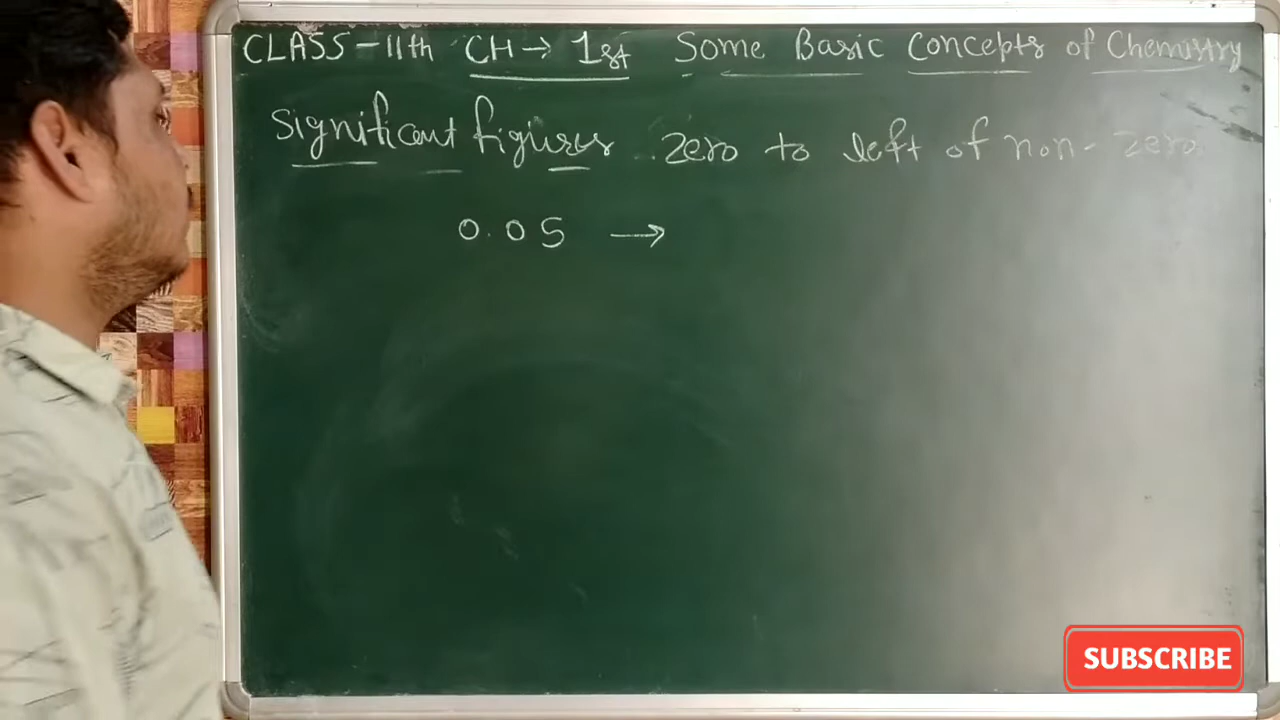 CLASS-11th CH→ 1st Some Basic Concepts of Chemistry
Significant figures zero to left of non-zero
0.05 →
SUBSCRIBE